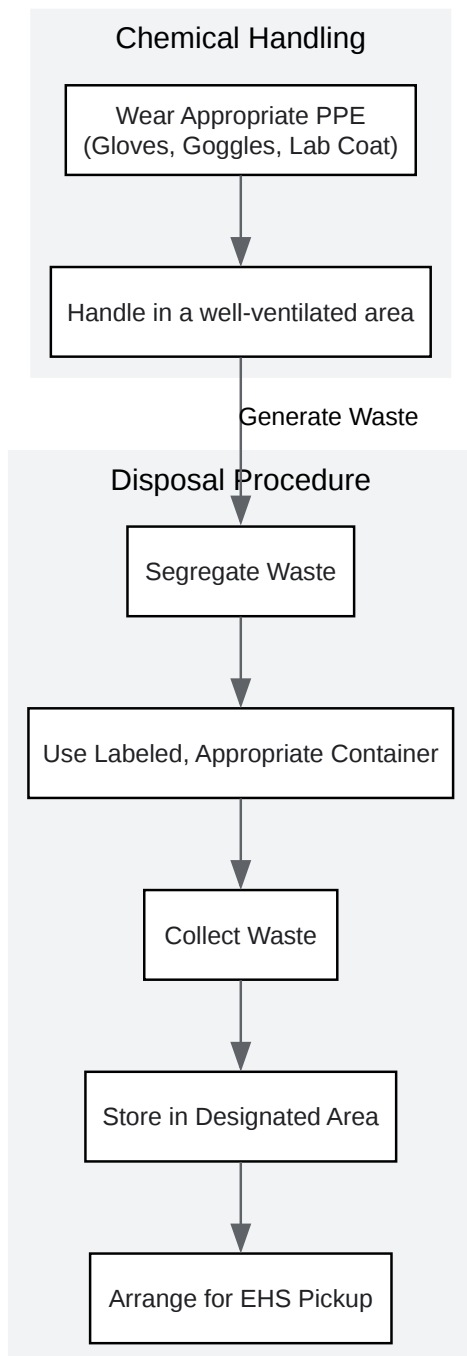 Chemical Handling
Wear Appropriate PPE
(Gloves, Goggles, Lab Coat)
Handle in a well-ventilated area
Generate Waste
Disposal Procedure
Segregate Waste
Use Labeled, Appropriate Container
Collect Waste
Store in Designated Area
Arrange for EHS Pickup